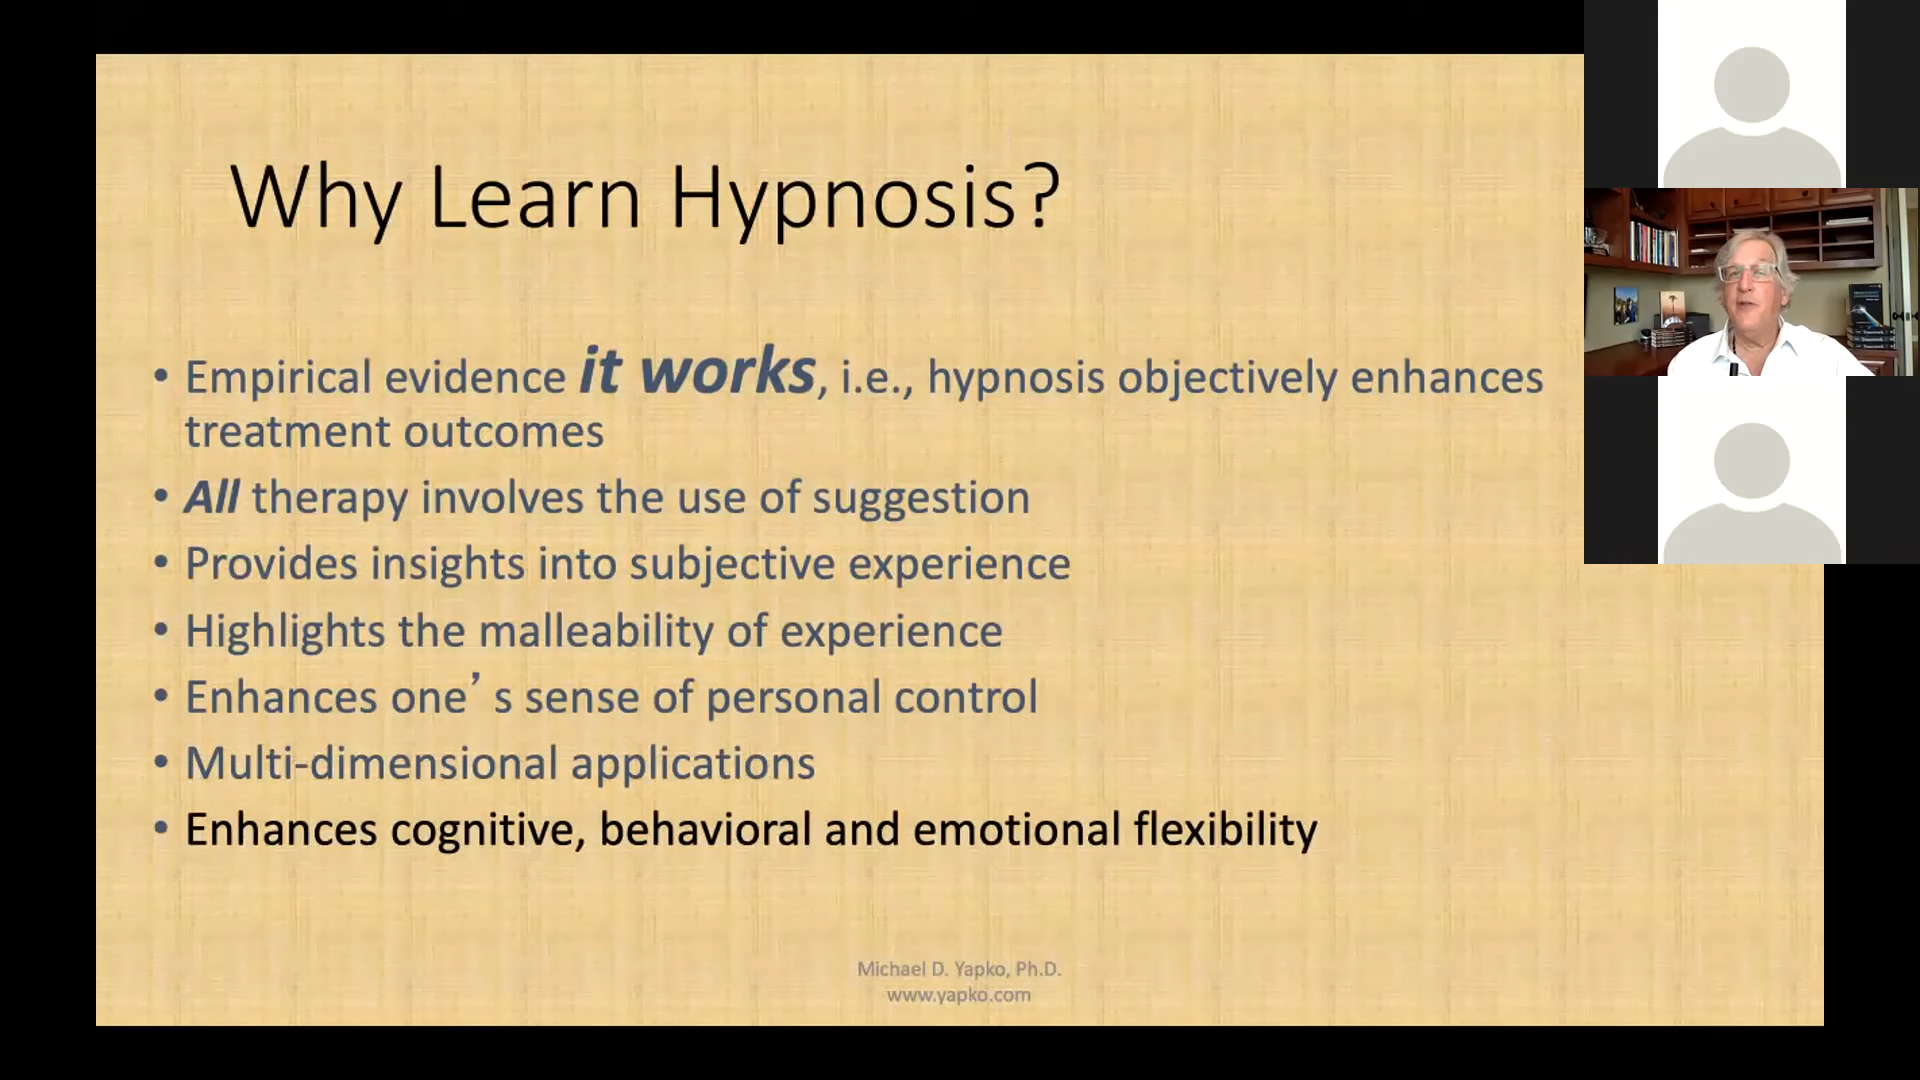 Why Learn Hypnosis?
• Empirical evidence it works, i.e., hypnosis objectively enhances
treatment outcomes
• All therapy involves the use of suggestion
• Provides insights into subjective experience
• Highlights the malleability of experience
• Enhances one’s sense of personal control
• Multi-dimensional applications
• Enhances cognitive, behavioral and emotional flexibility
Michael D. Yapko, Ph.D.
www.yapko.com